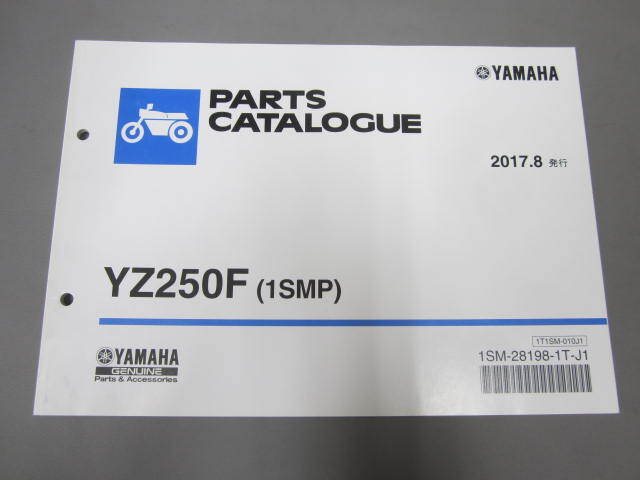 YAMAHA
PARTS
CATALOGUE
2017.8 発行
YZ250F (1SMP)
1T1SM-010J1
1SM-28198-1T-J1
YAMAHA
GENUINE
Parts & Accessories